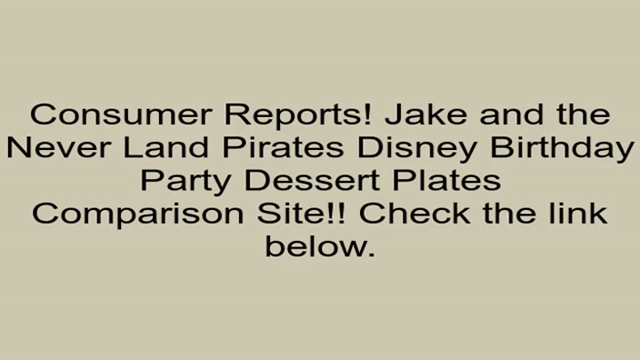 Consumer Reports! Jake and the
Never Land Pirates Disney Birthday
Party Dessert Plates
Comparison Site!! Check the link
below.